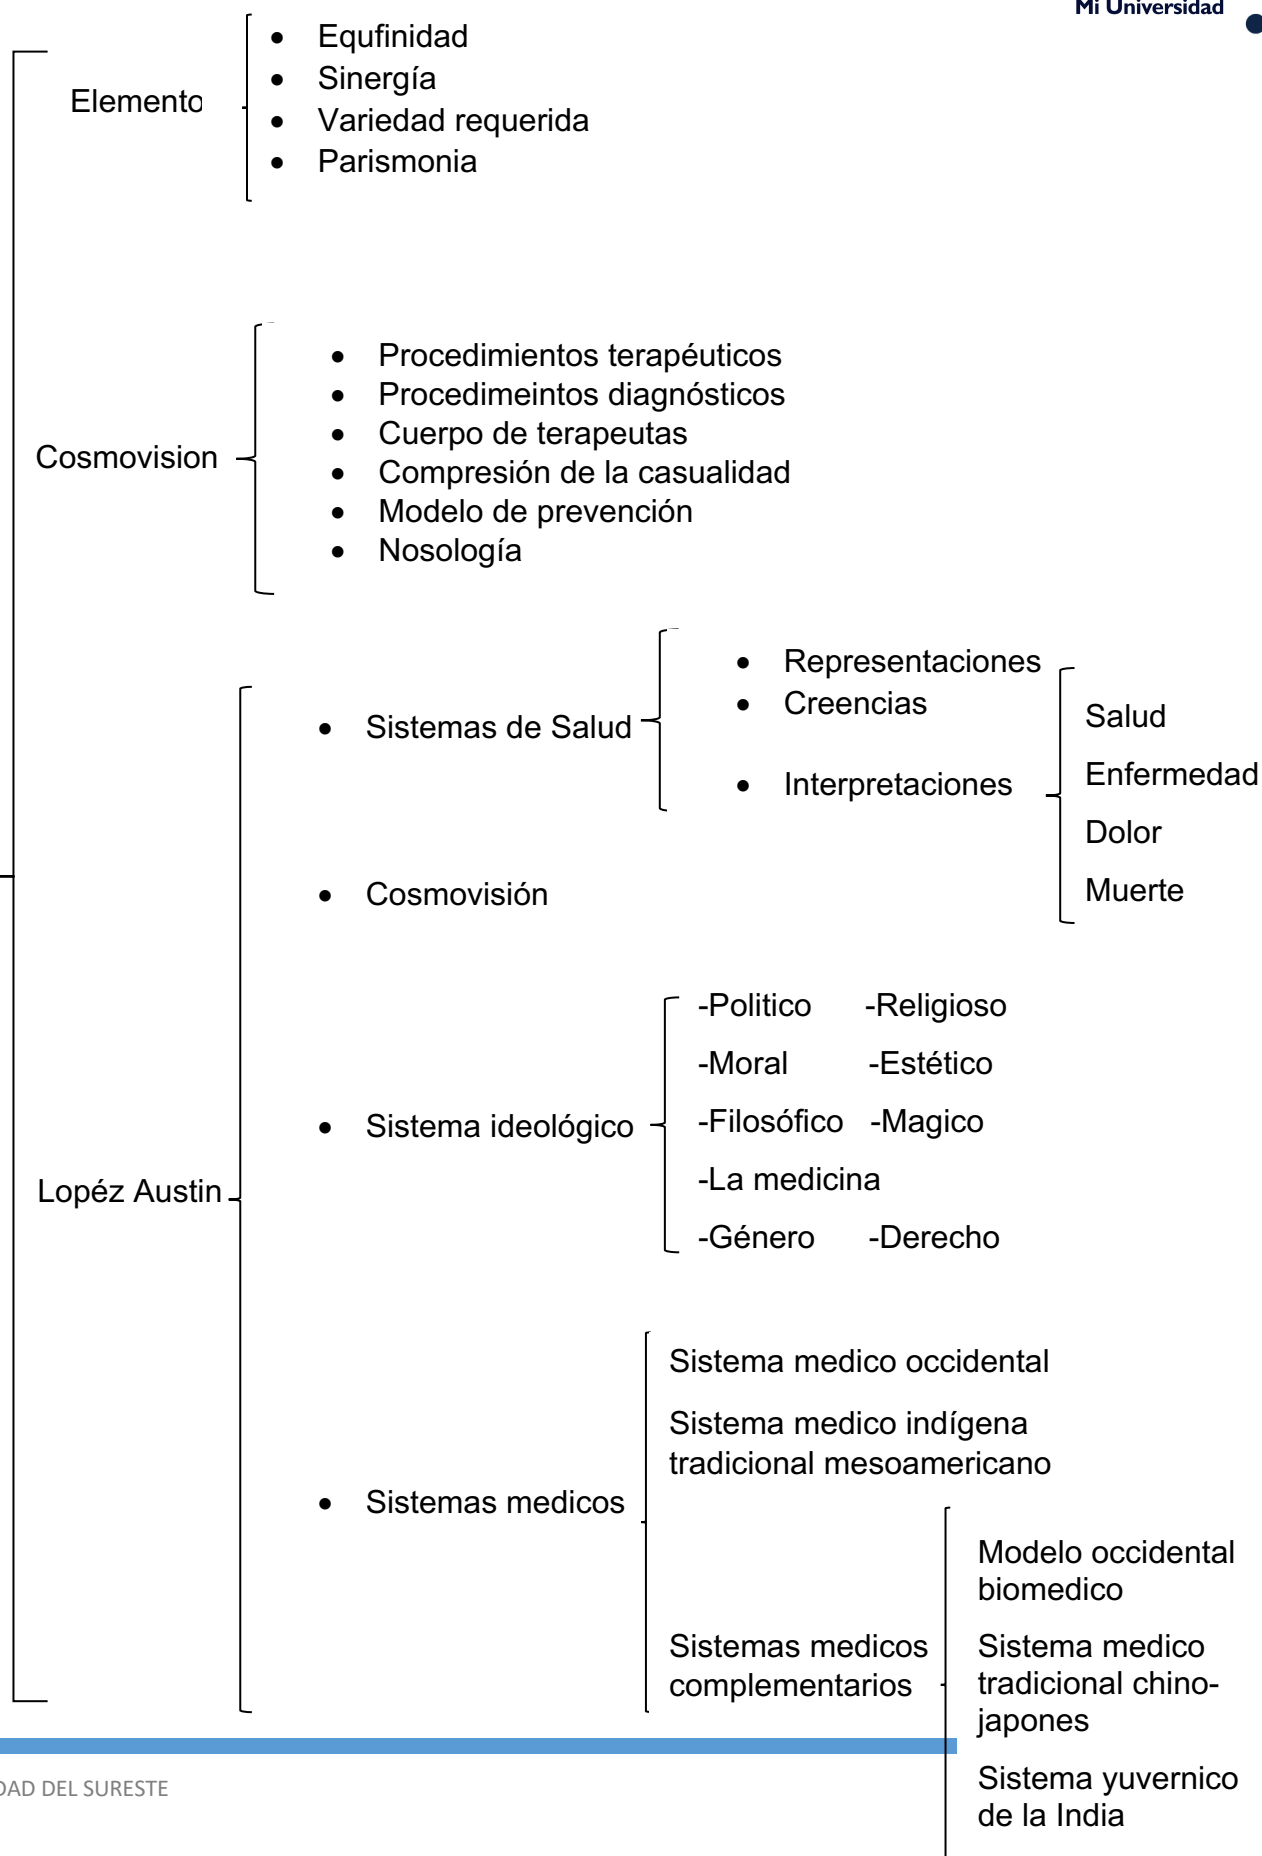 Mi Universidad
Elemento
• Equfinidad
• Sinergía
• Variedad requerida
• Parismonia
Cosmovision
• Procedimientos terapéuticos
• Procedimeintos diagnósticos
• Cuerpo de terapeutas
• Compresión de la casualidad
• Modelo de prevención
• Nosología
Lopéz Austin
• Sistemas de Salud
• Representaciones
• Creencias
• Interpretaciones
Salud
Enfermedad
Dolor
Muerte
• Cosmovisión
• Sistema ideológico
-Politico -Religioso
-Moral -Estético
-Filosófico -Magico
-La medicina
-Género -Derecho
• Sistemas medicos
Sistema medico occidental
Sistema medico indígena
tradicional mesoamericano
Sistemas medicos
complementarios
Modelo occidental
biomedico
Sistema medico
tradicional chino-
japones
Sistema yuvernico
de la India
DAD DEL SURESTE